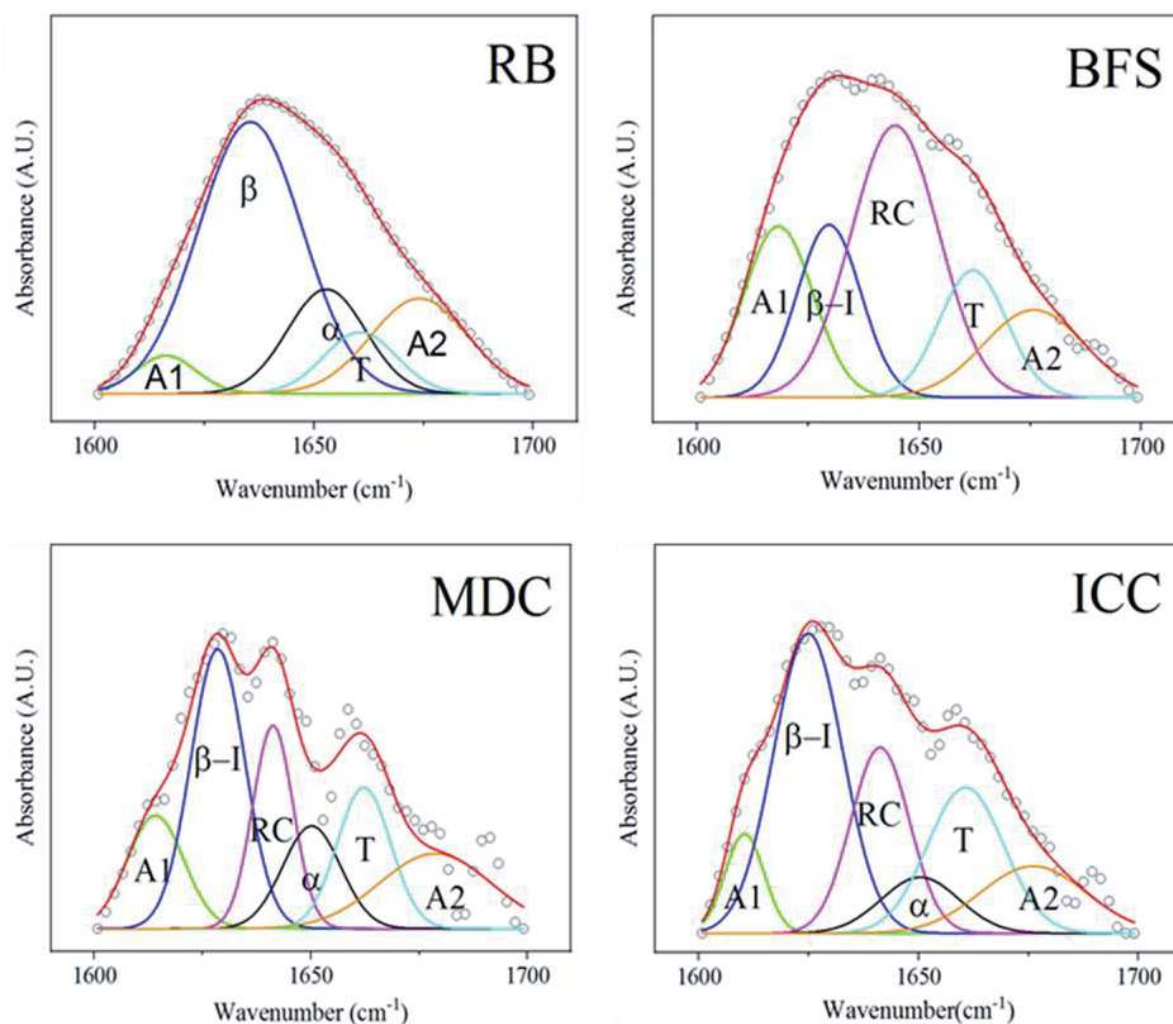 RB
Absorbance (A.U.)
β
α
A1
T
A2
1600
1650
1700
Wavenumber (cm⁻¹)
BFS
Absorbance (A.U.)
RC
A1
β–I
T
A2
1600
1650
1700
Wavenumber (cm⁻¹)
MDC
Absorbance (A.U.)
β–I
RC
T
A1
α
A2
1600
1650
1700
Wavenumber (cm⁻¹)
ICC
Absorbance (A.U.)
β–I
RC
T
A1
α
A2
1600
1650
1700
Wavenumber(cm⁻¹)